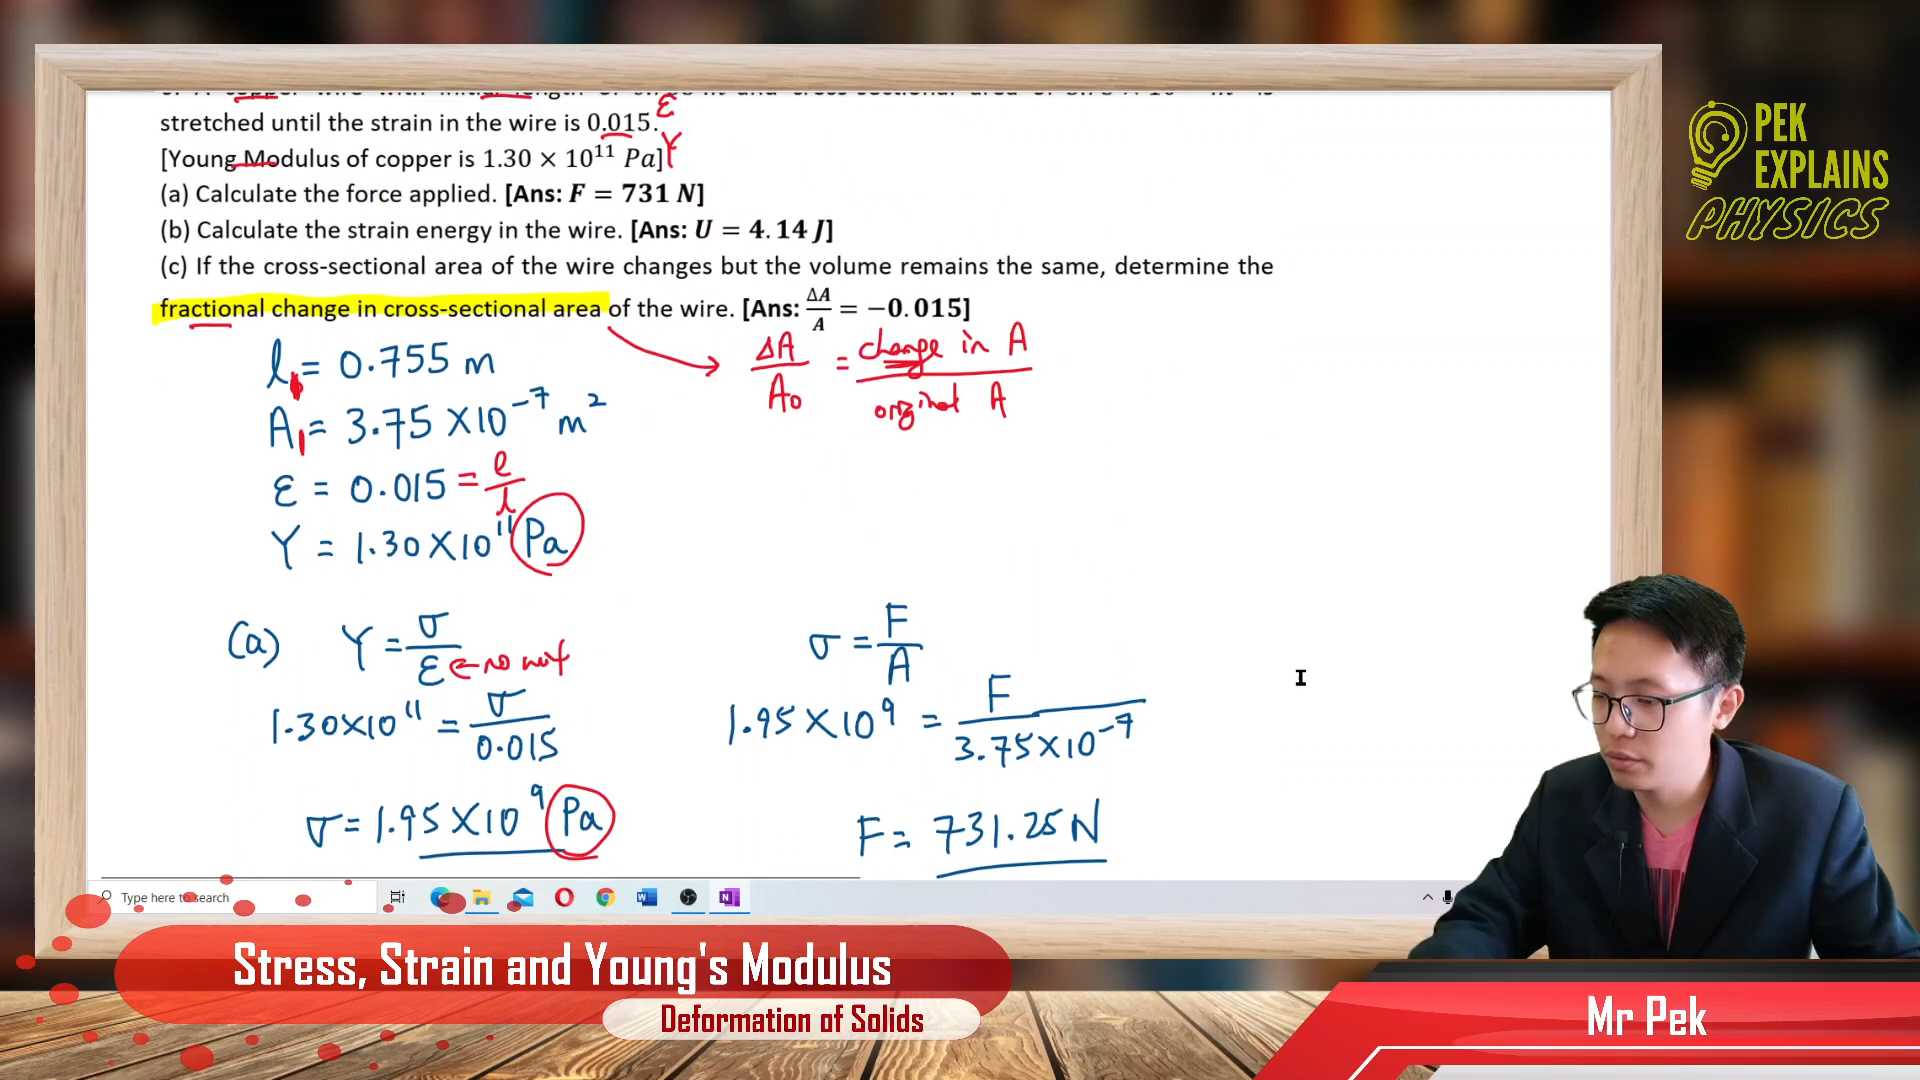 stretched until the strain in the wire is 0.015. ε
[Young Modulus of copper is 1.30 × 10¹¹ Pa] Y
(a) Calculate the force applied. [Ans: F = 731 N]
(b) Calculate the strain energy in the wire. [Ans: U = 4.14 J]
(c) If the cross-sectional area of the wire changes but the volume remains the same, determine the
fractional change in cross-sectional area of the wire. [Ans: ΔA/A = −0.015]
l₁ = 0.755 m
ΔA/A₀ = change in A/original A
A₁ = 3.75 × 10⁻⁷ m²
ε = 0.015 = e/l
Y = 1.30 × 10¹¹ Pa
(a) Y = σ/ε ← no unit
σ = F/A
1.30 × 10¹¹ = σ/0.015
1.95 × 10⁹ = F/3.75 × 10⁻⁷
σ = 1.95 × 10⁹ Pa
F = 731.25 N
Type here to search
PEK
EXPLAINS
PHYSICS
Stress, Strain and Young's Modulus
Deformation of Solids
Mr Pek